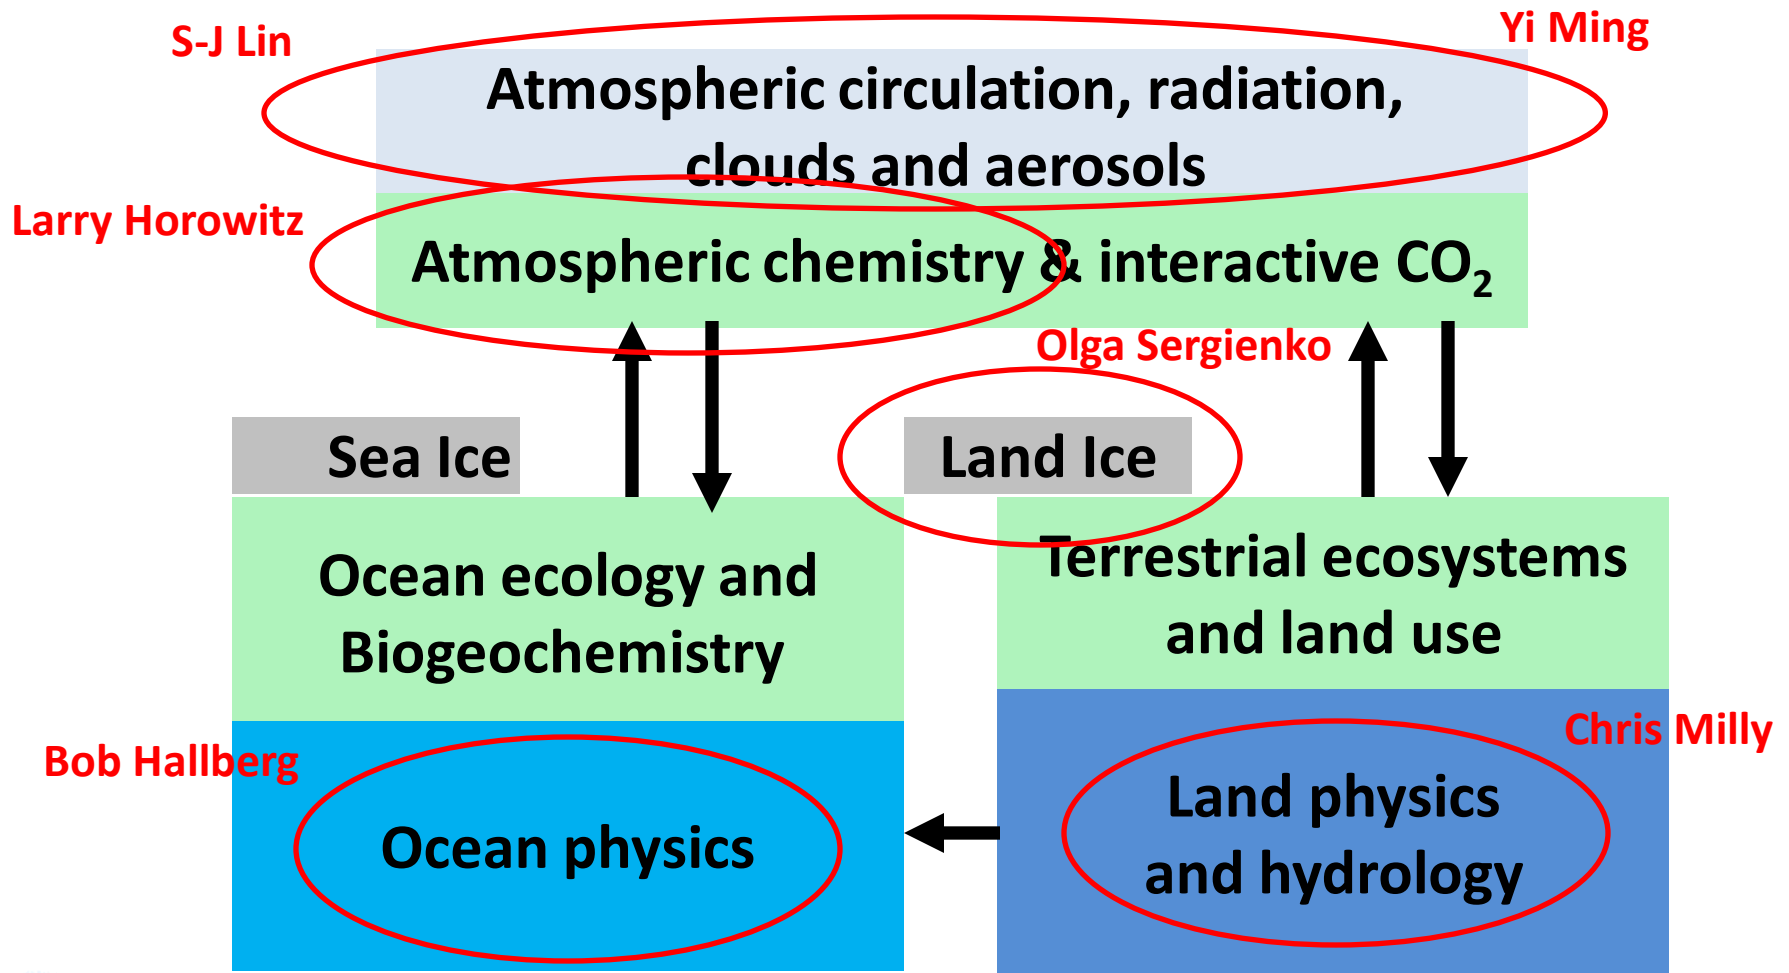 S-J Lin
Yi Ming
Atmospheric circulation, radiation,
clouds and aerosols
Larry Horowitz
Atmospheric chemistry & interactive CO₂
Olga Sergienko
Sea Ice
Land Ice
Ocean ecology and
Biogeochemistry
Terrestrial ecosystems
and land use
Bob Hallberg
Chris Milly
Ocean physics
Land physics
and hydrology